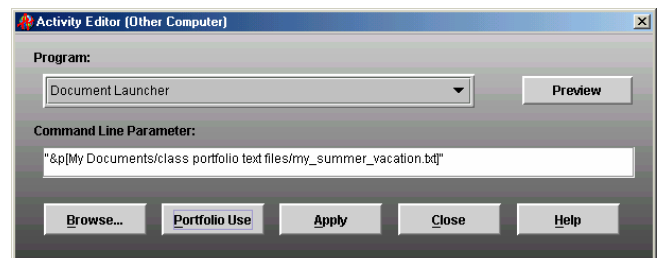 Activity Editor (Other Computer)
Program:
Document Launcher
Preview
Command Line Parameter:
"&p[My Documents/class portfolio text files/my_summer_vacation.txt]"
Browse... Portfolio Use Apply Close Help